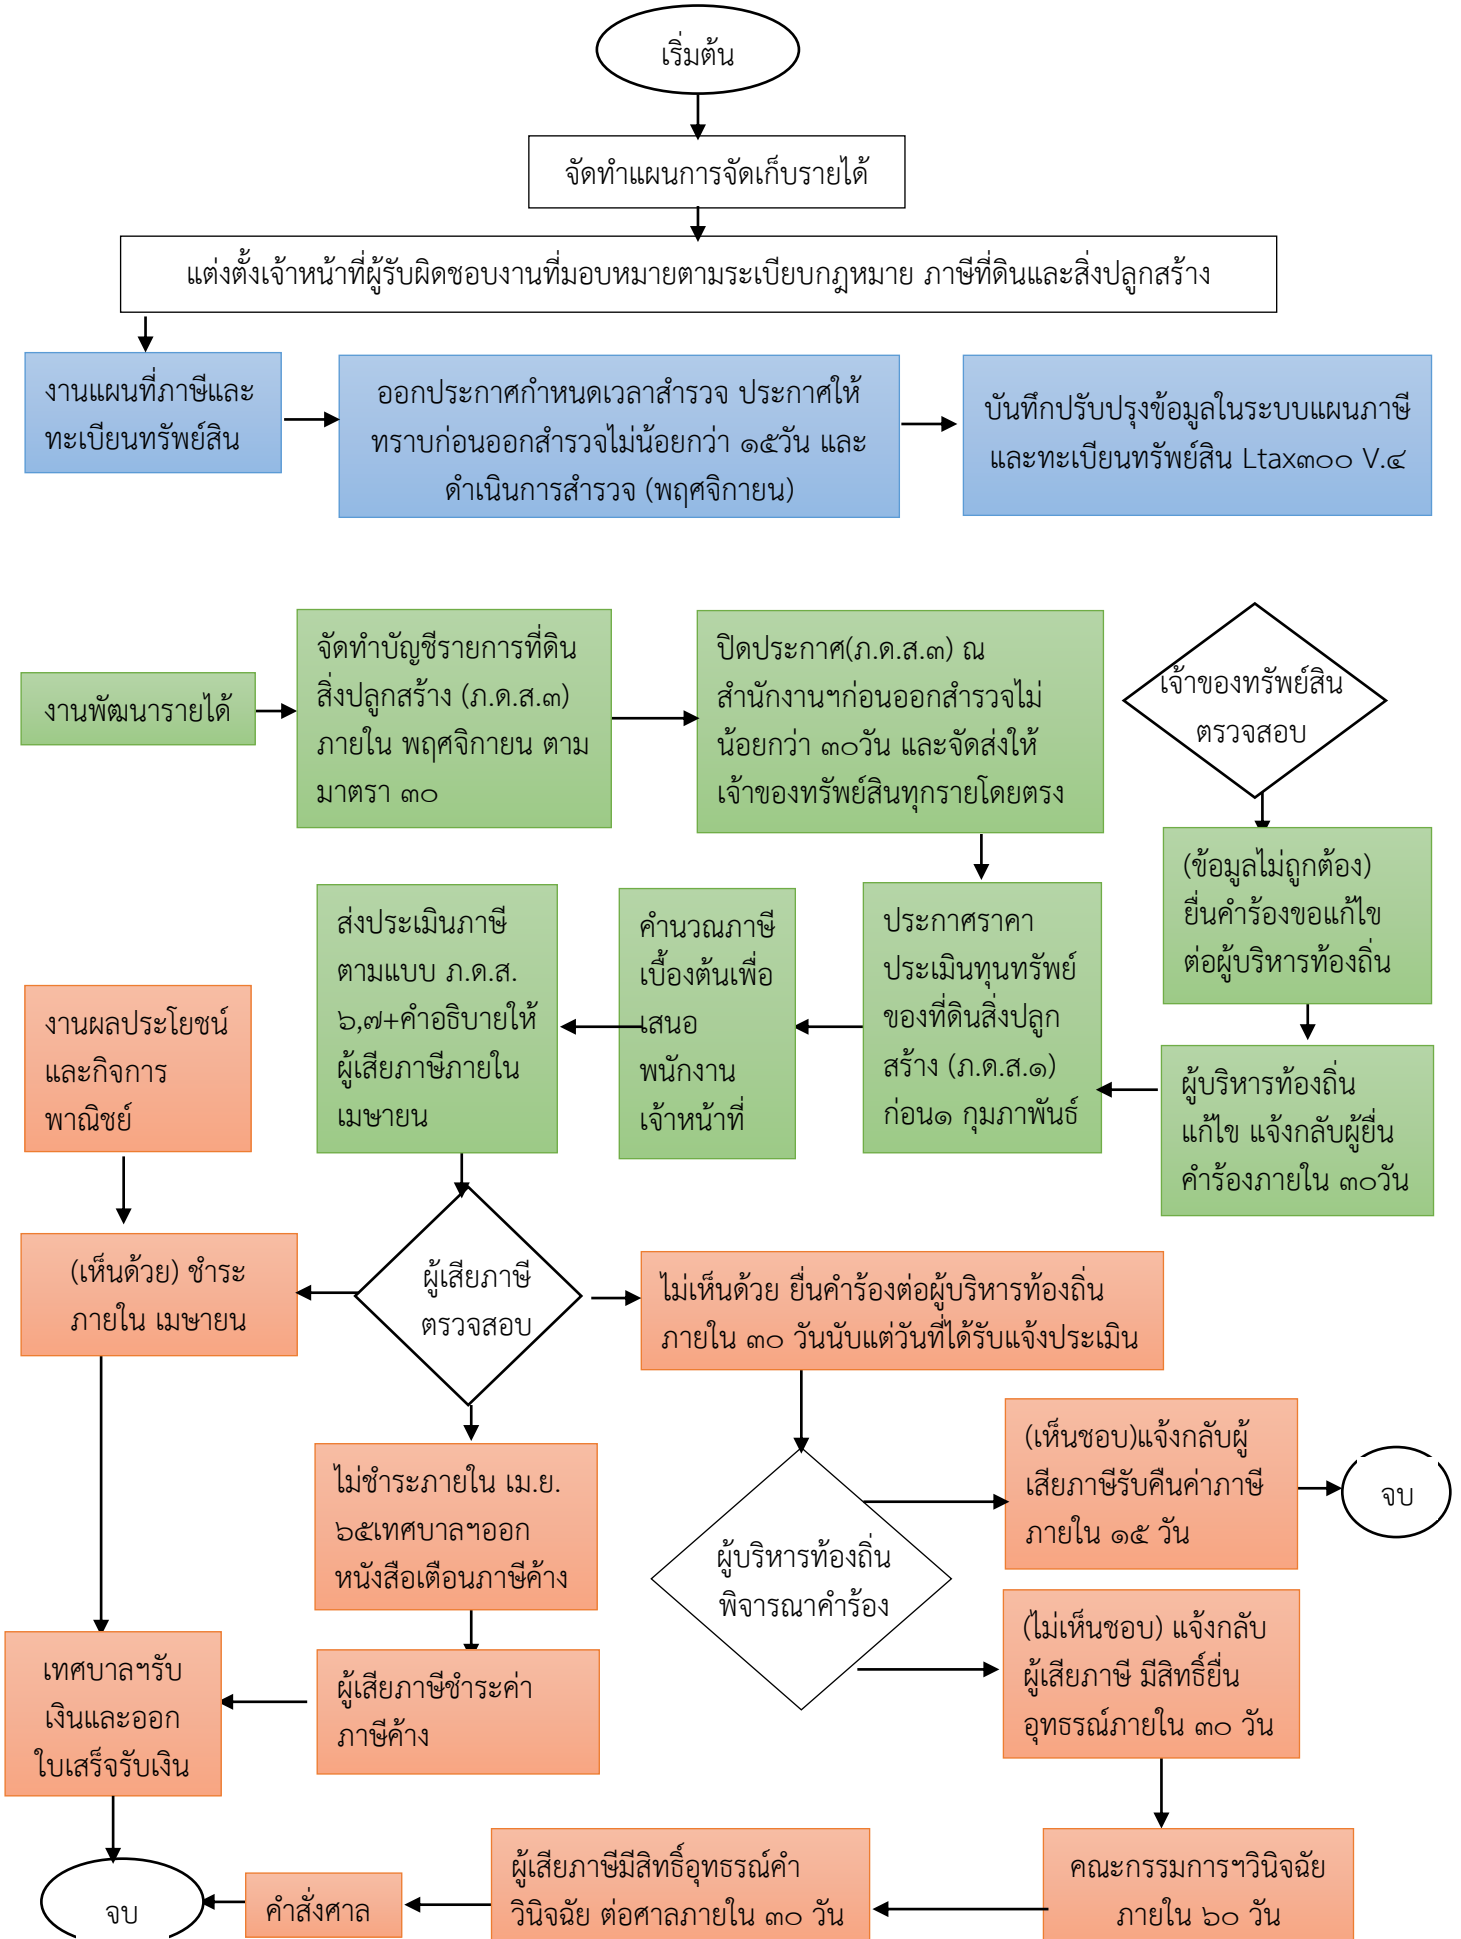 เริ่มต้น
จัดทำแผนการจัดเก็บรายได้
แต่งตั้งเจ้าหน้าที่ผู้รับผิดชอบงานที่มอบหมายตามระเบียบกฎหมาย ภาษีที่ดินและสิ่งปลูกสร้าง
งานแผนที่ภาษีและ
ทะเบียนทรัพย์สิน
ออกประกาศกำหนดเวลาสำรวจ ประกาศให้
ทราบก่อนออกสำรวจไม่น้อยกว่า ๑๕วัน และ
ดำเนินการสำรวจ (พฤศจิกายน)
บันทึกปรับปรุงข้อมูลในระบบแผนภาษี
และทะเบียนทรัพย์สิน Ltax๓๐๐ V.๔
งานพัฒนารายได้
จัดทำบัญชีรายการที่ดิน
สิ่งปลูกสร้าง (ภ.ด.ส.๓)
ภายใน พฤศจิกายน ตาม
มาตรา ๓๐
ปิดประกาศ(ภ.ด.ส.๓) ณ
สำนักงานฯก่อนออกสำรวจไม่
น้อยกว่า ๓๐วัน และจัดส่งให้
เจ้าของทรัพย์สินทุกรายโดยตรง
เจ้าของทรัพย์สิน
ตรวจสอบ
(ข้อมูลไม่ถูกต้อง)
ยื่นคำร้องขอแก้ไข
ต่อผู้บริหารท้องถิ่น
ส่งประเมินภาษี
ตามแบบ ภ.ด.ส.
๖,๗+คำอธิบายให้
ผู้เสียภาษีภายใน
เมษายน
คำนวณภาษี
เบื้องต้นเพื่อ
เสนอ
พนักงาน
เจ้าหน้าที่
ประกาศราคา
ประเมินทุนทรัพย์
ของที่ดินสิ่งปลูก
สร้าง (ภ.ด.ส.๑)
ก่อน๑ กุมภาพันธ์
ผู้บริหารท้องถิ่น
แก้ไข แจ้งกลับผู้ยื่น
คำร้องภายใน ๓๐วัน
งานผลประโยชน์
และกิจการ
พาณิชย์
(เห็นด้วย) ชำระ
ภายใน เมษายน
ผู้เสียภาษี
ตรวจสอบ
ไม่เห็นด้วย ยื่นคำร้องต่อผู้บริหารท้องถิ่น
ภายใน ๓๐ วันนับแต่วันที่ได้รับแจ้งประเมิน
ไม่ชำระภายใน เม.ย.
๖๕เทศบาลฯออก
หนังสือเตือนภาษีค้าง
ผู้บริหารท้องถิ่น
พิจารณาคำร้อง
(เห็นชอบ)แจ้งกลับผู้
เสียภาษีรับคืนค่าภาษี
ภายใน ๑๕ วัน
จบ
(ไม่เห็นชอบ) แจ้งกลับ
ผู้เสียภาษี มีสิทธิ์ยื่น
อุทธรณ์ภายใน ๓๐ วัน
เทศบาลฯรับ
เงินและออก
ใบเสร็จรับเงิน
ผู้เสียภาษีชำระค่า
ภาษีค้าง
จบ
คำสั่งศาล
ผู้เสียภาษีมีสิทธิ์อุทธรณ์คำ
วินิจฉัย ต่อศาลภายใน ๓๐ วัน
คณะกรรมการฯวินิจฉัย
ภายใน ๖๐ วัน